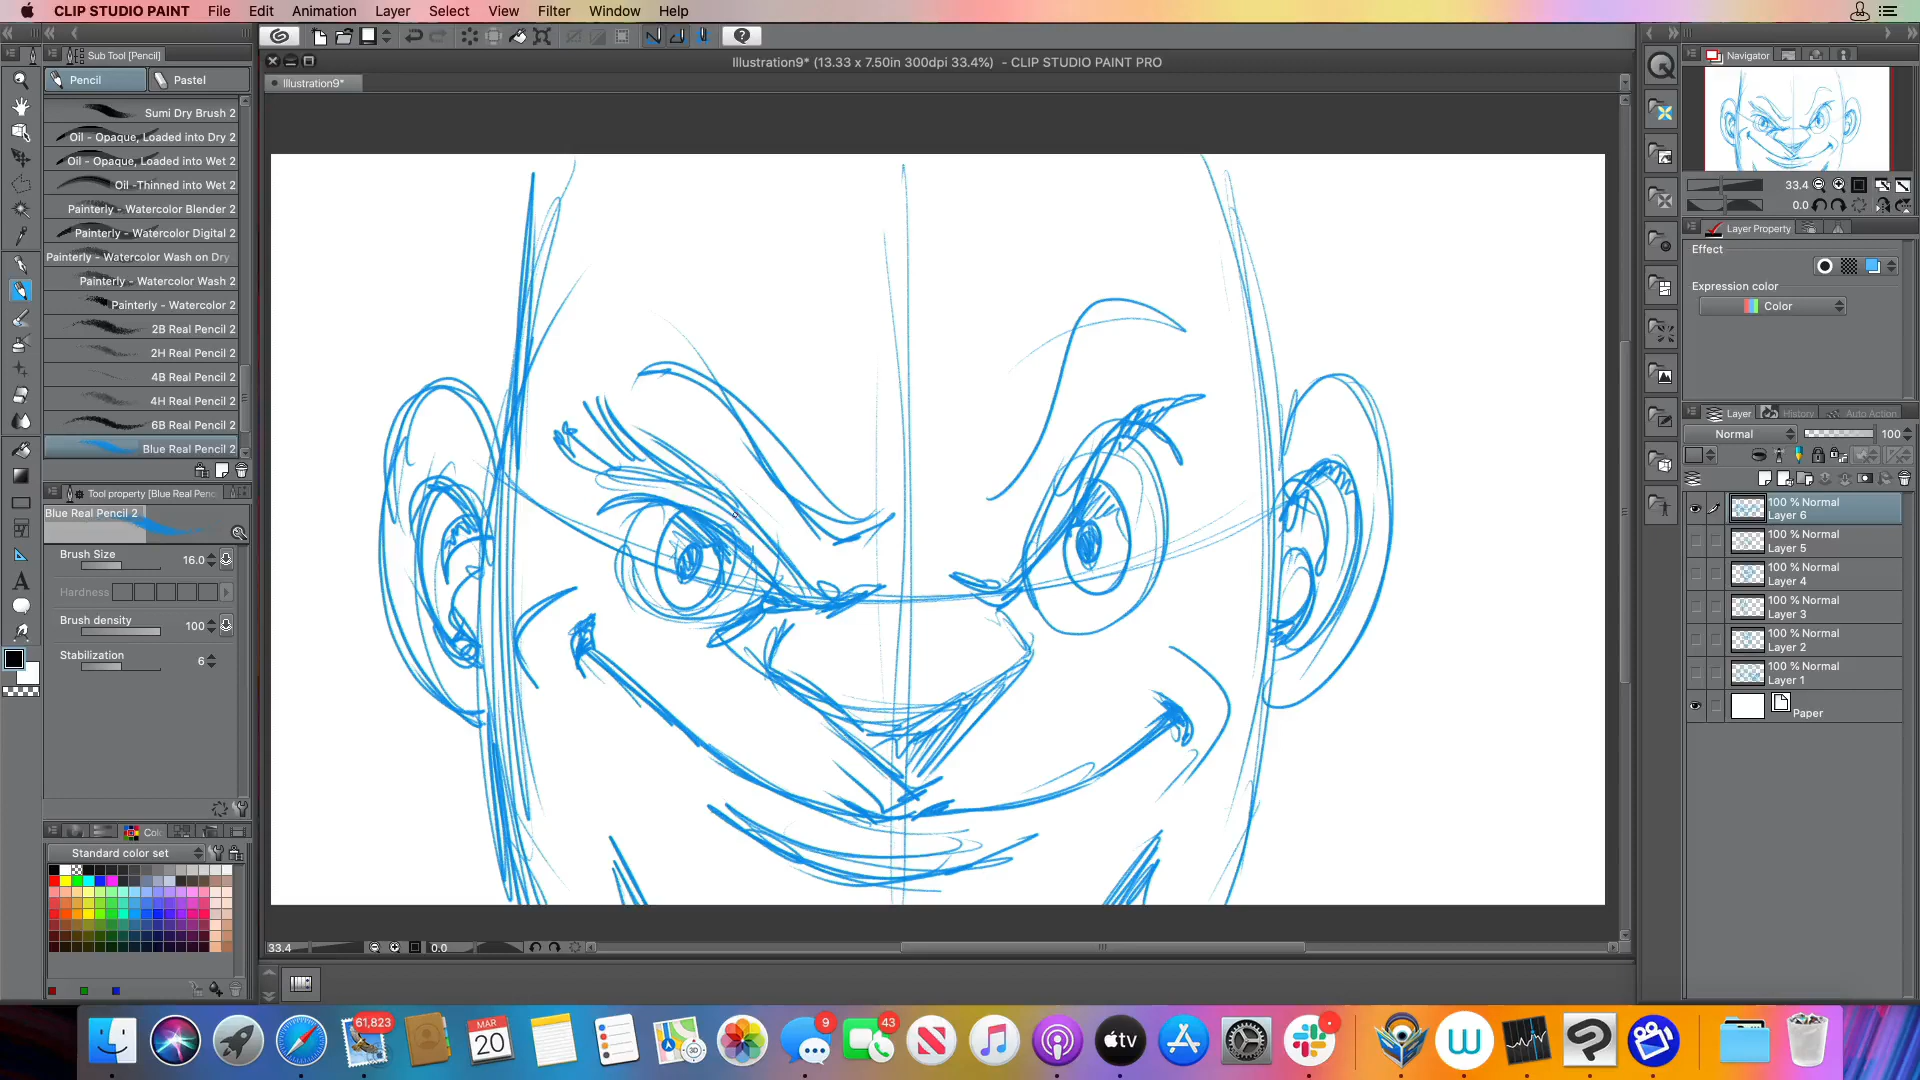 CLIP STUDIO PAINT File Edit Animation Layer Select View Filter Window Help
Sub Tool [Pencil]
Pencil Pastel
Sumi Dry Brush 2
Oil - Opaque, Loaded into Dry 2
Oil - Opaque, Loaded into Wet 2
Oil -Thinned into Wet 2
Painterly - Watercolor Blender 2
Painterly - Watercolor Digital 2
Painterly - Watercolor Wash on Dry
Painterly - Watercolor Wash 2
Painterly - Watercolor 2
2B Real Pencil 2
2H Real Pencil 2
4B Real Pencil 2
4H Real Pencil 2
6B Real Pencil 2
Blue Real Pencil 2
Tool property [Blue Real Penc
Blue Real Pencil 2
Brush Size 16.0
Hardness
Brush density 100
Stabilization 6
Colo
Standard color set
Illustration9* (13.33 x 7.50in 300dpi 33.4%) - CLIP STUDIO PAINT PRO
Illustration9*
33.4 0.0
Navigator
33.4
0.0
Layer Property
Effect
Expression color
Color
Layer History Auto Action
Normal 100
100 % Normal
Layer 6
100 % Normal
Layer 5
100 % Normal
Layer 4
100 % Normal
Layer 3
100 % Normal
Layer 2
100 % Normal
Layer 1
Paper
61,823
MAR
20
3D
9
43
tv
W